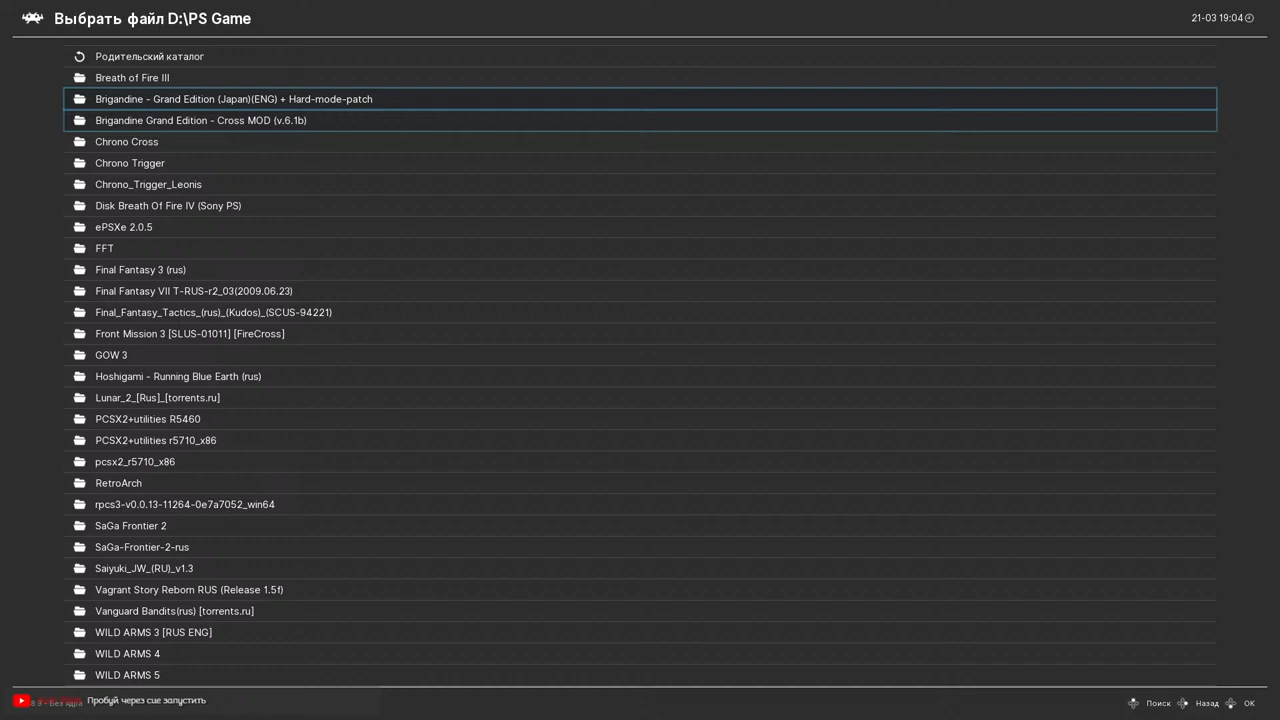 Выбрать файл D:\PS Game
21-03 19:04
Родительский каталог
Breath of Fire III
Brigandine - Grand Edition (Japan)(ENG) + Hard-mode-patch
Brigandine Grand Edition - Cross MOD (v.6.1b)
Chrono Cross
Chrono Trigger
Chrono_Trigger_Leonis
Disk Breath Of Fire IV (Sony PS)
ePSXe 2.0.5
FFT
Final Fantasy 3 (rus)
Final Fantasy VII T-RUS-r2_03(2009.06.23)
Final_Fantasy_Tactics_(rus)_(Kudos)_(SCUS-94221)
Front Mission 3 [SLUS-01011] [FireCross]
GOW 3
Hoshigami - Running Blue Earth (rus)
Lunar_2_[Rus]_[torrents.ru]
PCSX2+utilities R5460
PCSX2+utilities r5710_x86
pcsx2_r5710_x86
RetroArch
rpcs3-v0.0.13-11264-0e7a7052_win64
SaGa Frontier 2
SaGa-Frontier-2-rus
Saiyuki_JW_(RU)_v1.3
Vagrant Story Reborn RUS (Release 1.5f)
Vanguard Bandits(rus) [torrents.ru]
WILD ARMS 3 [RUS ENG]
WILD ARMS 4
WILD ARMS 5
Пробуй через сце запустить
8.9 - Без ядра
Поиск Назад OK